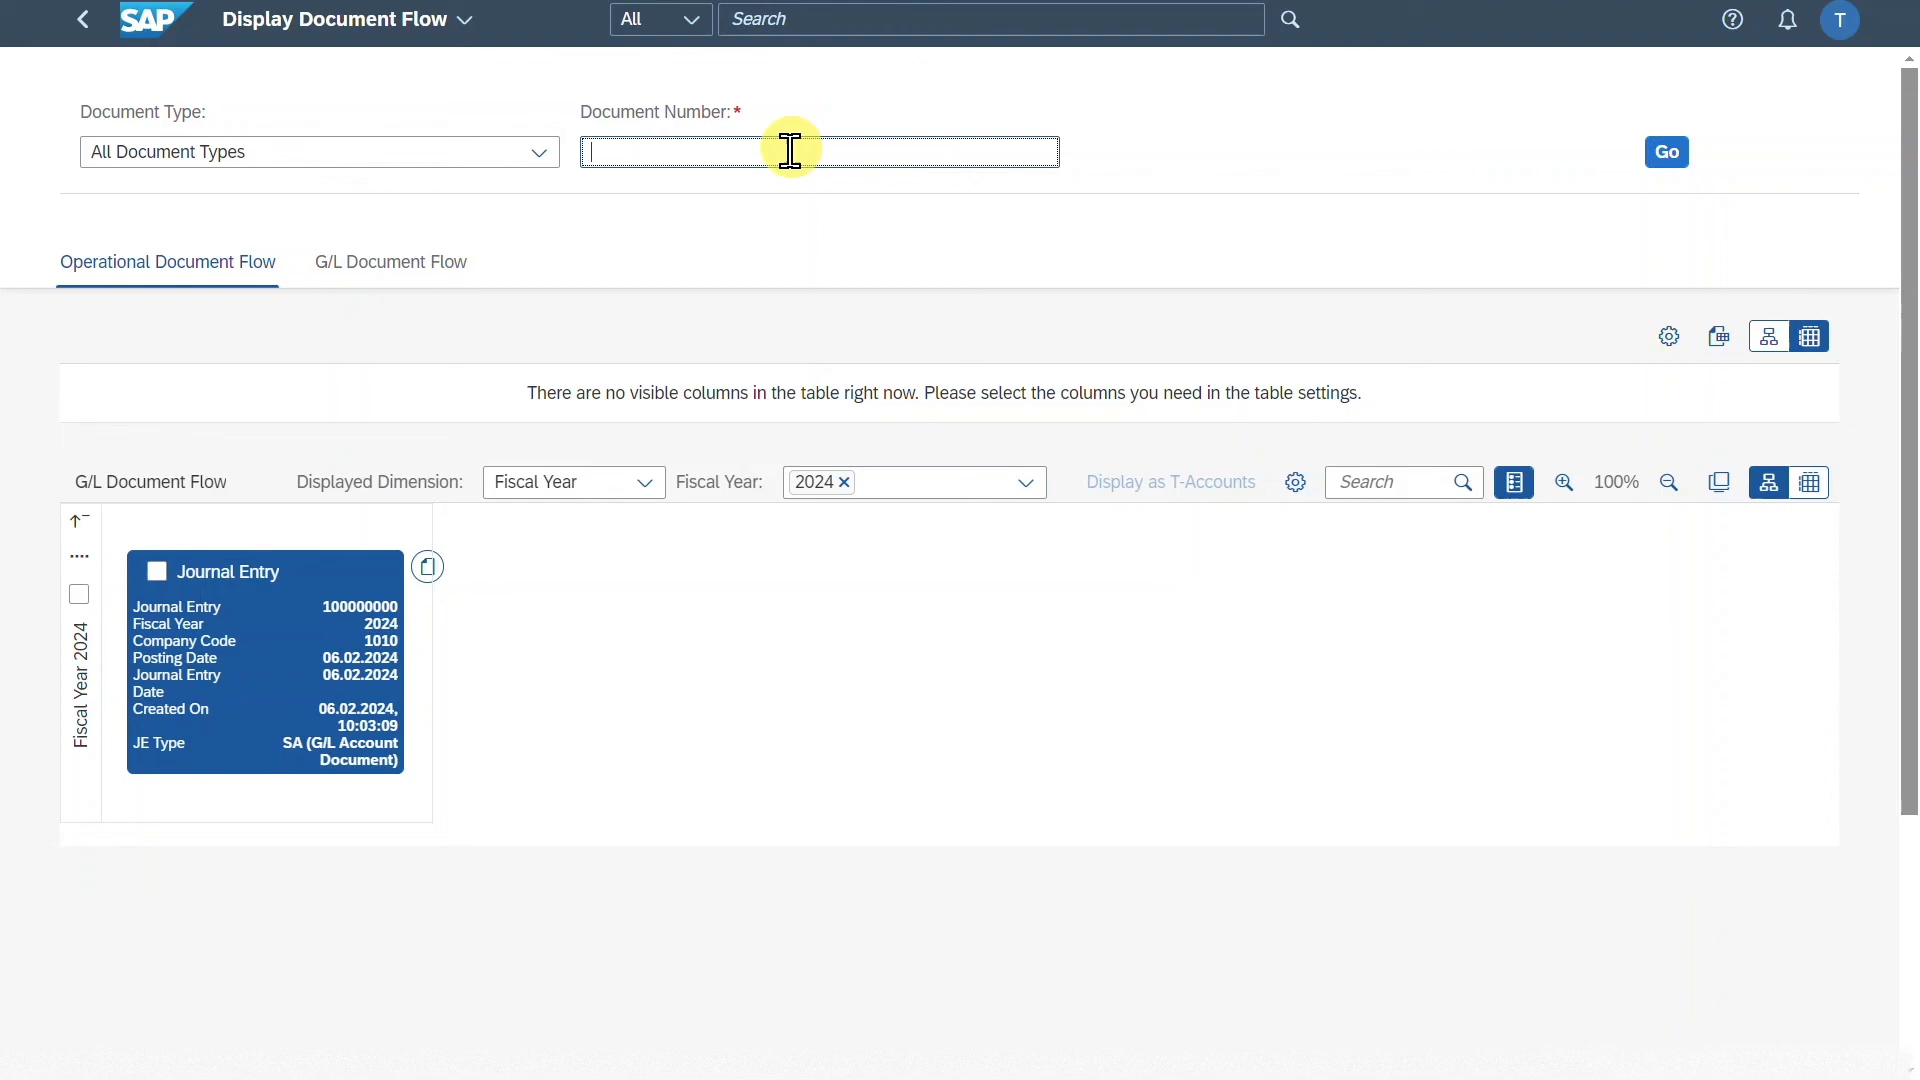 SAP Display Document Flow All Search T
Document Type: Document Number:*
All Document Types Go
Operational Document Flow G/L Document Flow
There are no visible columns in the table right now. Please select the columns you need in the table settings.
G/L Document Flow Displayed Dimension: Fiscal Year Fiscal Year: 2024 Display as T-Accounts Search 100%
Fiscal Year 2024
Journal Entry
Journal Entry 100000000
Fiscal Year 2024
Company Code 1010
Posting Date 06.02.2024
Journal Entry 06.02.2024
Date
Created On 06.02.2024,
10:03:09
JE Type SA (G/L Account
Document)